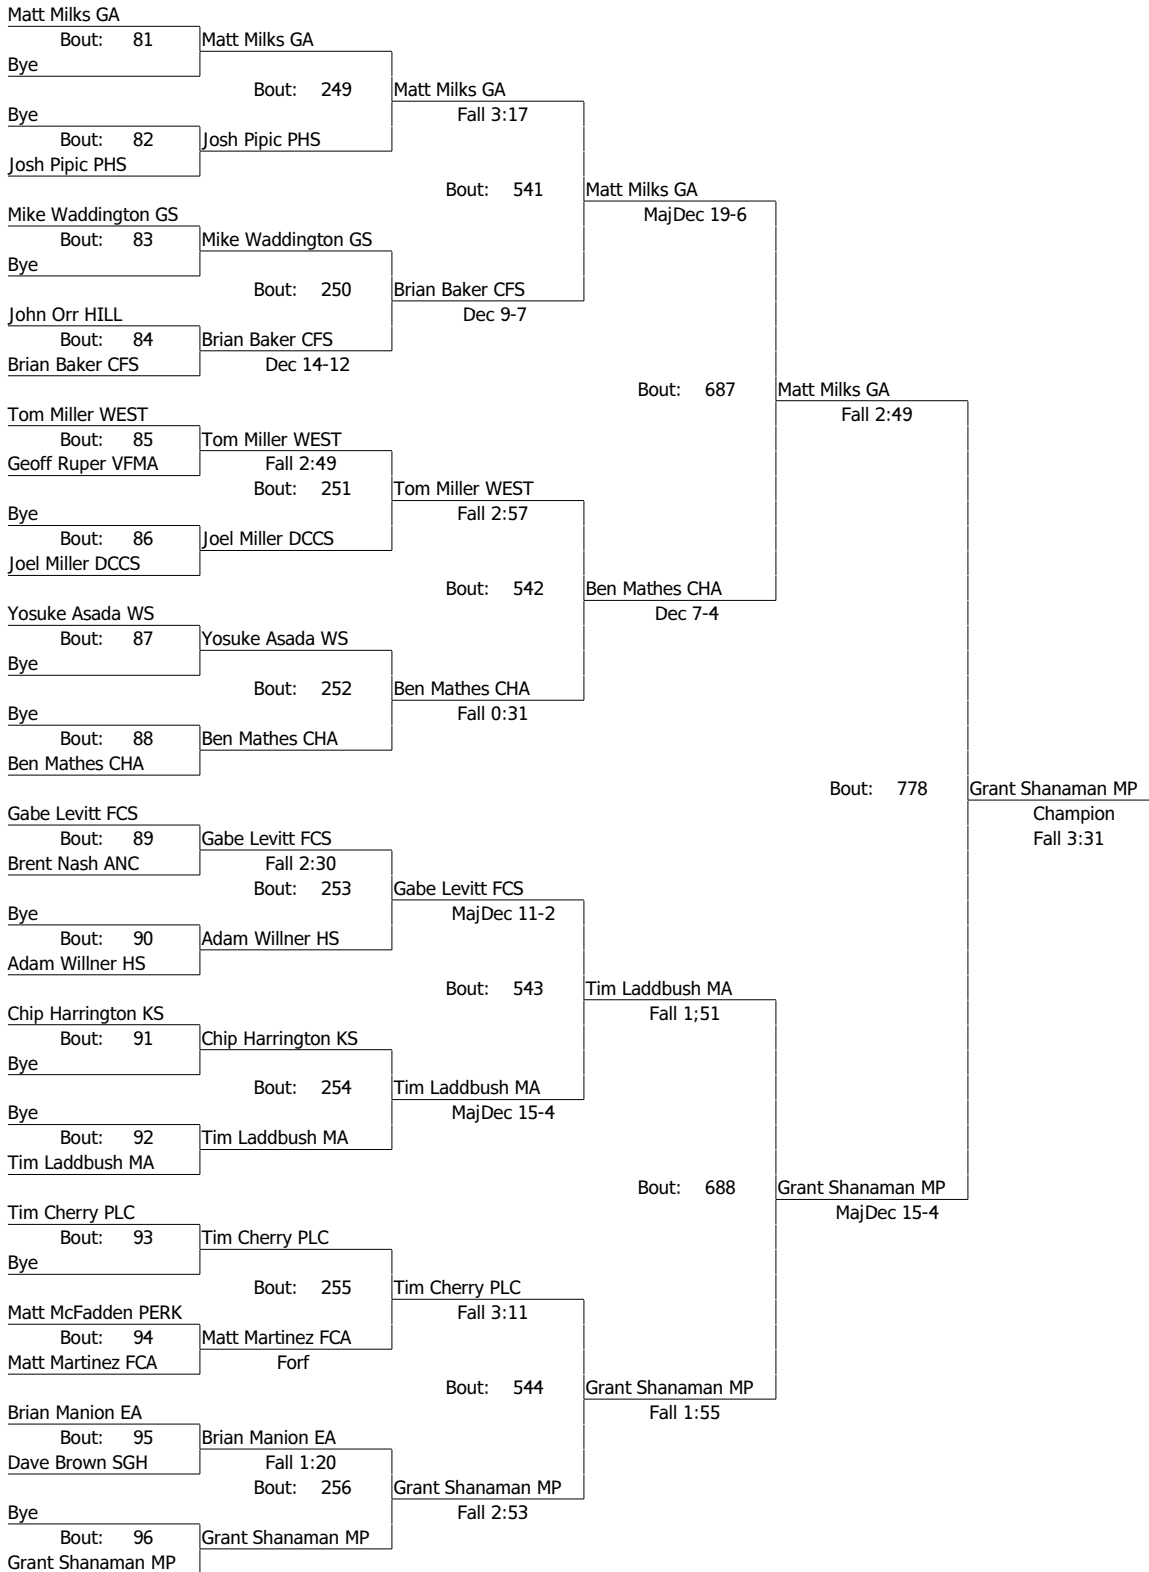 Matt Milks GA
Bout: 81 Matt Milks GA
Bye
Bout: 249 Matt Milks GA
Bye Fall 3:17
Bout: 82 Josh Pipic PHS
Josh Pipic PHS
Bout: 541 Matt Milks GA
Mike Waddington GS MajDec 19-6
Bout: 83 Mike Waddington GS
Bye
Bout: 250 Brian Baker CFS
John Orr HILL Dec 9-7
Bout: 84 Brian Baker CFS
Brian Baker CFS Dec 14-12
Bout: 687 Matt Milks GA
Tom Miller WEST Fall 2:49
Bout: 85 Tom Miller WEST
Geoff Ruper VFMA Fall 2:49
Bout: 251 Tom Miller WEST
Bye Fall 2:57
Bout: 86 Joel Miller DCCS
Joel Miller DCCS
Bout: 542 Ben Mathes CHA
Yosuke Asada WS Dec 7-4
Bout: 87 Yosuke Asada WS
Bye
Bout: 252 Ben Mathes CHA
Bye Fall 0:31
Bout: 88 Ben Mathes CHA
Ben Mathes CHA
Bout: 778 Grant Shanaman MP
Gabe Levitt FCS Champion
Bout: 89 Gabe Levitt FCS Fall 3:31
Brent Nash ANC Fall 2:30
Bout: 253 Gabe Levitt FCS
Bye MajDec 11-2
Bout: 90 Adam Willner HS
Adam Willner HS
Bout: 543 Tim Laddbush MA
Chip Harrington KS Fall 1;51
Bout: 91 Chip Harrington KS
Bye
Bout: 254 Tim Laddbush MA
Bye MajDec 15-4
Bout: 92 Tim Laddbush MA
Tim Laddbush MA
Bout: 688 Grant Shanaman MP
Tim Cherry PLC MajDec 15-4
Bout: 93 Tim Cherry PLC
Bye
Bout: 255 Tim Cherry PLC
Matt McFadden PERK Fall 3:11
Bout: 94 Matt Martinez FCA
Matt Martinez FCA Forf
Bout: 544 Grant Shanaman MP
Brian Manion EA Fall 1:55
Bout: 95 Brian Manion EA
Dave Brown SGH Fall 1:20
Bout: 256 Grant Shanaman MP
Bye Fall 2:53
Bout: 96 Grant Shanaman MP
Grant Shanaman MP